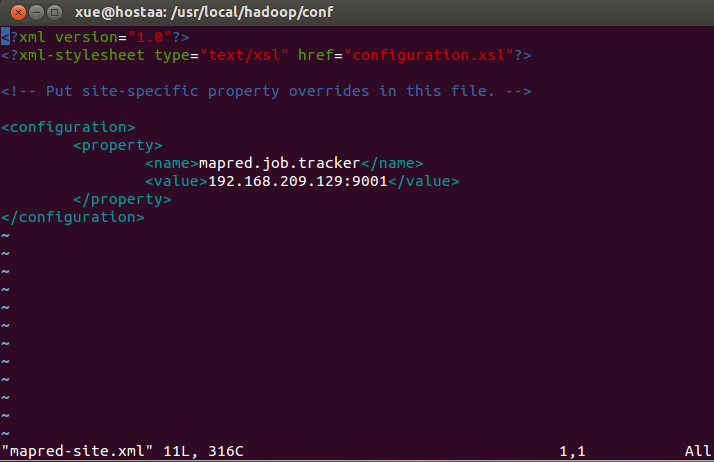 xue@hostaa: /usr/local/hadoop/conf
<?xml version="1.0"?>
<?xml-stylesheet type="text/xsl" href="configuration.xsl"?>
<!-- Put site-specific property overrides in this file. -->
<configuration>
        <property>
                <name>mapred.job.tracker</name>
                <value>192.168.209.129:9001</value>
        </property>
</configuration>
~
~
~
~
~
~
~
~
~
~
~
~
"mapred-site.xml" 11L, 316C 1,1 All